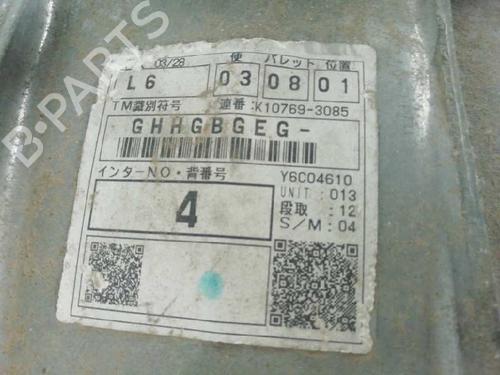 03/28 便 パレット 位置
L6 03 08 01
TM識別符号 連番:K10769-3085
GHHGBGEG-
インターNO・背番号 Y6C04610
4
UNIT:013
段取:12
S/M:04
B-PARTS